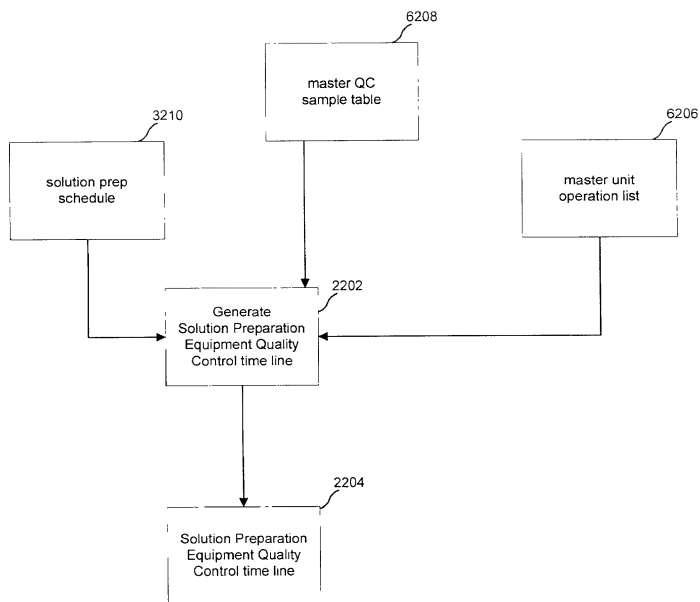 6208
master QC
sample table
3210
solution prep
schedule
6206
master unit
operation list
2202
Generate
Solution Preparation
Equipment Quality
Control time line
2204
Solution Preparation
Equipment Quality
Control time line